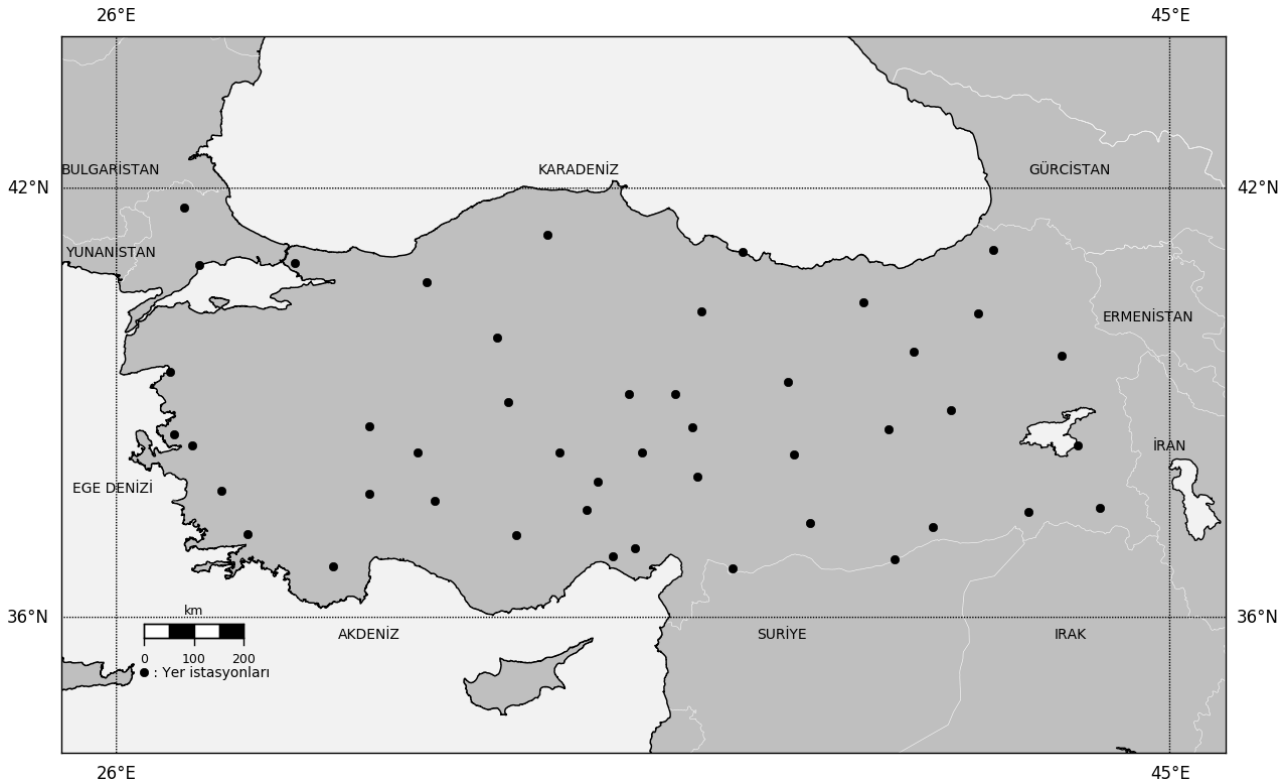 26°E 45°E
BULGARİSTAN KARADENİZ GÜRCİSTAN
42°N 42°N
YUNANİSTAN
ERMENİSTAN
İRAN
EGE DENİZİ
km
36°N 36°N
AKDENİZ SURİYE IRAK
0 100 200
: Yer istasyonları
26°E 45°E